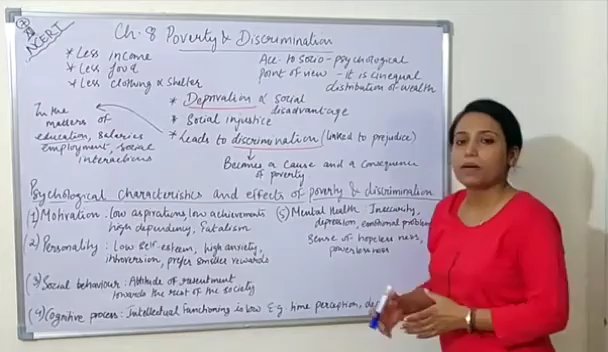 NCERT
Ch. 8 Poverty & Discrimination
* Less income
* Less food
* Less clothing & shelter
Acc to socio-psychological
point of view - it is unequal
distribution of wealth
* Deprivation & Social
disadvantage
* Social injustice
* Leads to discrimination (linked to prejudice)
Becomes a cause and a consequence
of poverty.
In the
matters of
education, salaries
employment, social
interactions
Psychological Characteristics and effects of poverty & discrimination
(1) Motivation : low aspirations, low achievements
high dependency, Fatalism
(2) Personality : Low Self-esteem, high anxiety,
introversion, prefer smaller rewards
(3) Social behaviour : Attitude of resentment
towards the rest of the society
(4) Cognitive process : Intellectual functioning is low E.g. time perception,
(5) Mental Health : Insecurity,
depression, emotional problem
Sense of hopelessness,
powerlessness